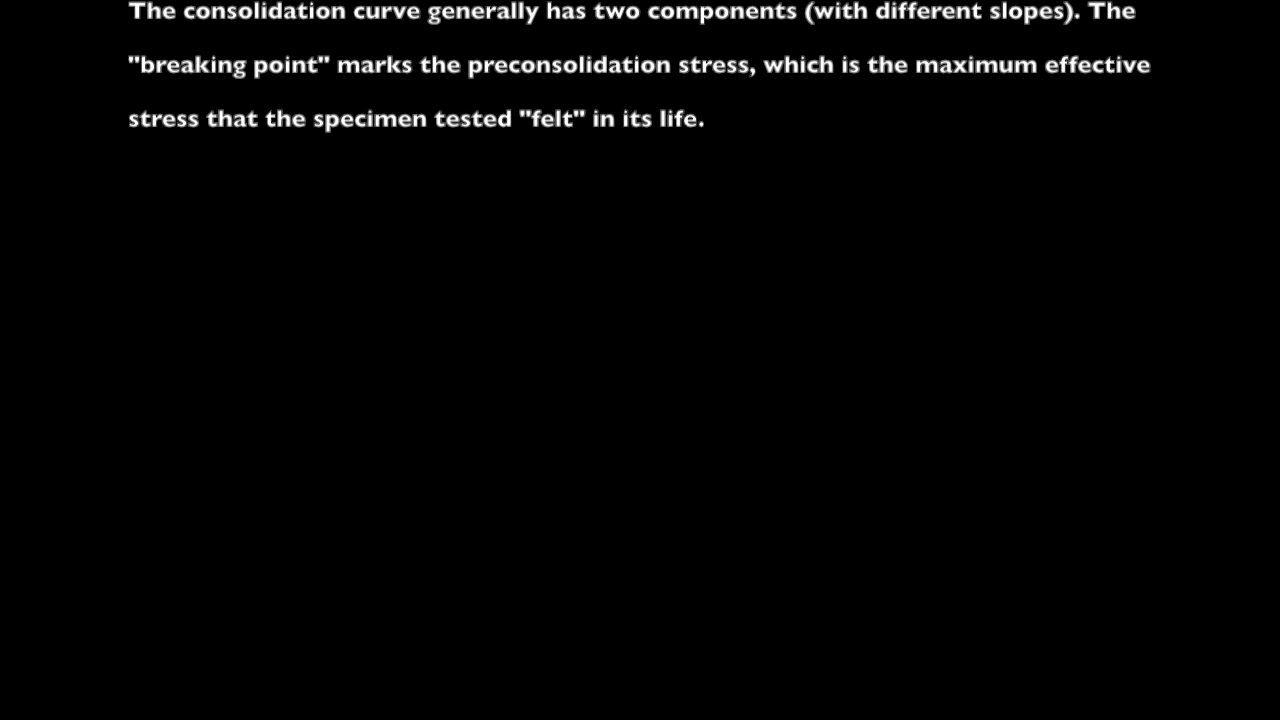 The consolidation curve generally has two components (with different slopes). The
"breaking point" marks the preconsolidation stress, which is the maximum effective
stress that the specimen tested "felt" in its life.